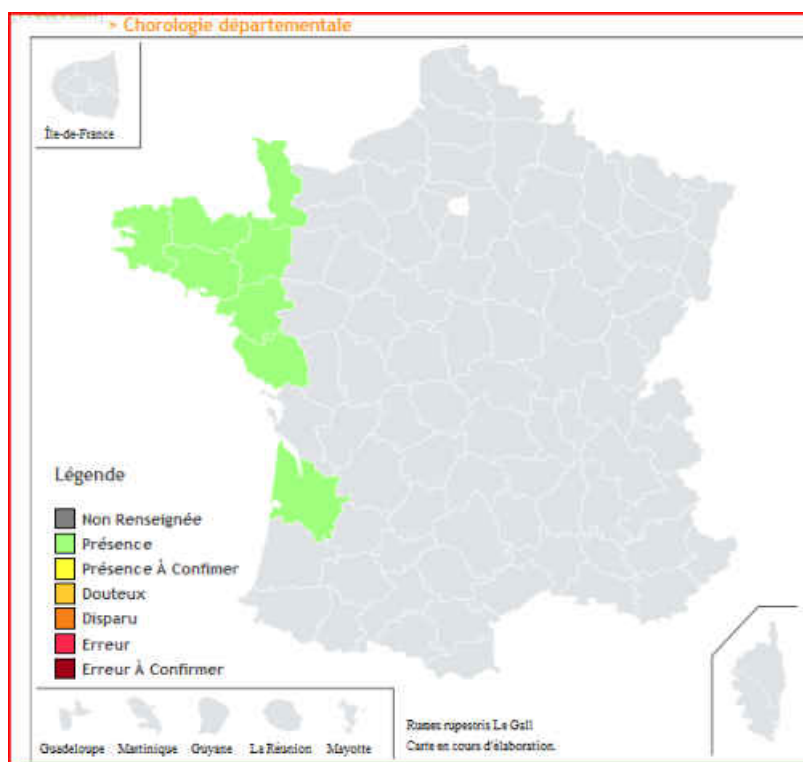 » Chorologie départementale
Île-de-France
Légende
Non Renseignée
Présence
Présence À Confimer
Douteux
Disparu
Erreur
Erreur À Confirmer
Guadeloupe Martinique Guyane La Réunion Mayotte
Rumex rupestris Le Gall
Carte en cours d'élaboration.